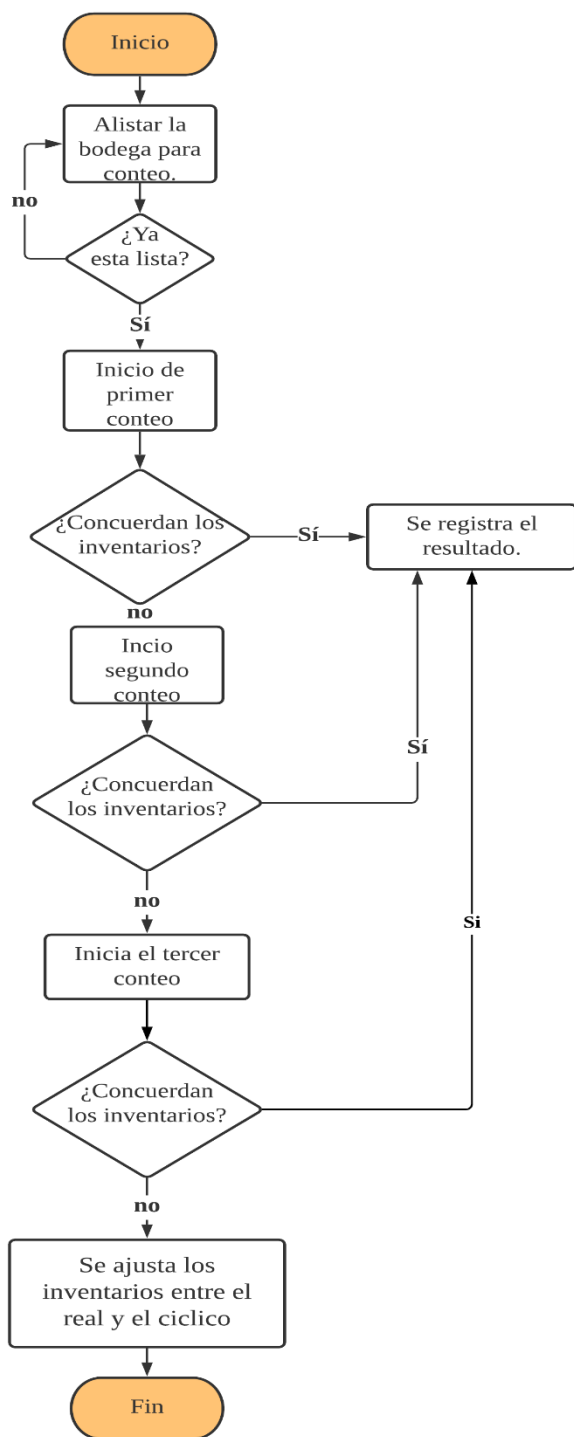 Inicio
Alistar la
bodega para
conteo.
no
¿Ya
esta lista?
Sí
Inicio de
primer
conteo
¿Concuerdan los
inventarios?
Sí
Se registra el
resultado.
no
Incio
segundo
conteo
Sí
¿Concuerdan
los inventarios?
no
Si
Inicia el tercer
conteo
¿Concuerdan
los inventarios?
no
Se ajusta los
inventarios entre el
real y el ciclico
Fin